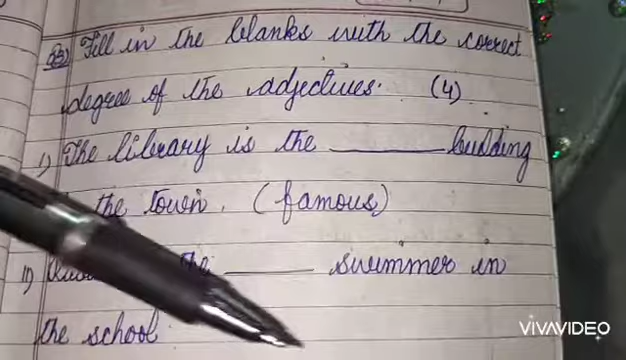 Q3) Fill in the blanks with the correct
degree of the adjectives. (4)
i) The library is the ________ building
the town. (famous)
ii) the ________ swimmer in
the school.
VIVAVIDEO